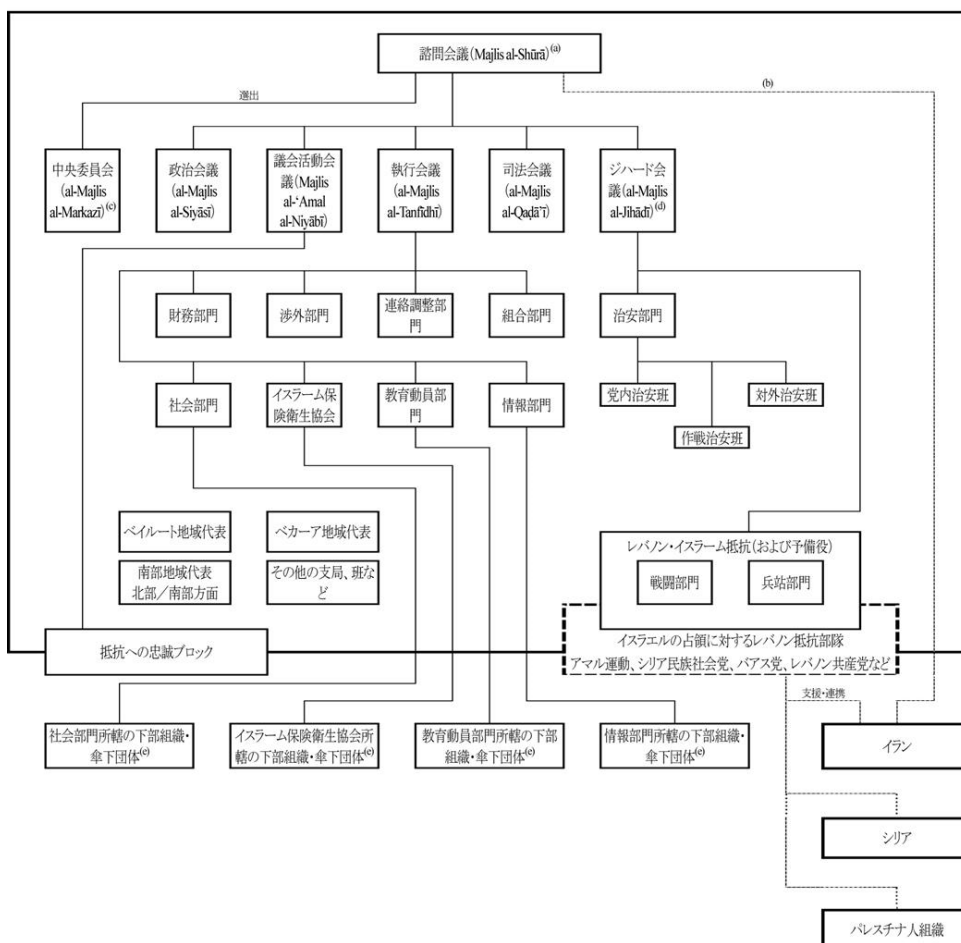 諮問会議(Majlis al-Shūrā)(a)
選出
(b)
中央委員会
(al-Majlis
al-Markazī)(c)
政治会議
(al-Majlis
al-Siyāsī)
議会活動会
議(Majlis
al-‘Amal
al-Niyābī)
執行会議
(al-Majlis
al-Tanfīdhī)
司法会議
(al-Majlis
al-Qaḍā’ī)
ジハード会
議(al-Majlis
al-Jihādī)(d)
財務部門
渉外部門
連絡調整部
門
組合部門
治安部門
社会部門
イスラーム保
険衛生協会
教育動員部
門
情報部門
党内治安班
対外治安班
作戦治安班
ベイルート地域代表
ベカーア地域代表
南部地域代表
北部／南部方面
その他の支局、班な
ど
レバノン・イスラーム抵抗(および予備役)
戦闘部門
兵站部門
イスラエルの占領に対するレバノン抵抗部隊
アマル運動、シリア民族社会党、バアス党、レバノン共産党など
抵抗への忠誠ブロック
支援・連携
社会部門所轄の下部組織・
傘下団体(e)
イスラーム保険衛生協会所
轄の下部組織・傘下団体(e)
教育動員部門所轄の下部
組織・傘下団体(e)
情報部門所轄の下部組織・
傘下団体(e)
イラン
シリア
パレスチナ人組織